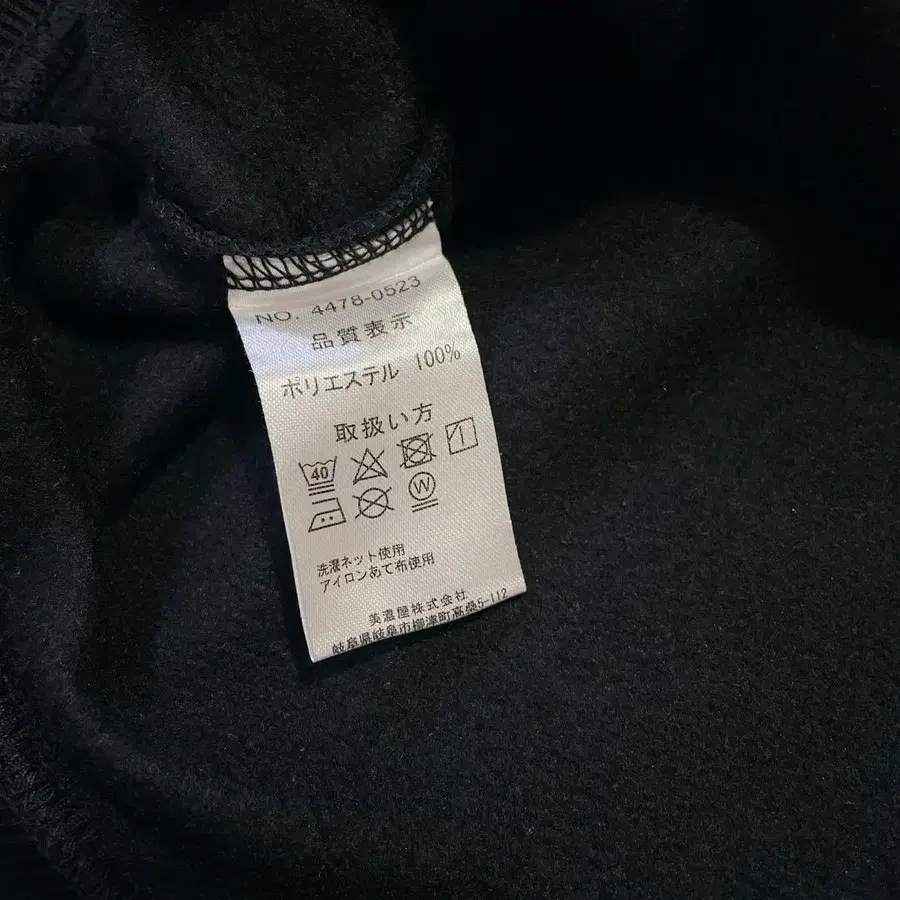 NO. 4478-0523
品質表示
ポリエステル 100%
取扱い方
40
W
洗濯ネット使用
アイロンあて布使用
美濃屋株式会社
岐阜県岐阜市柳津町高桑5-112